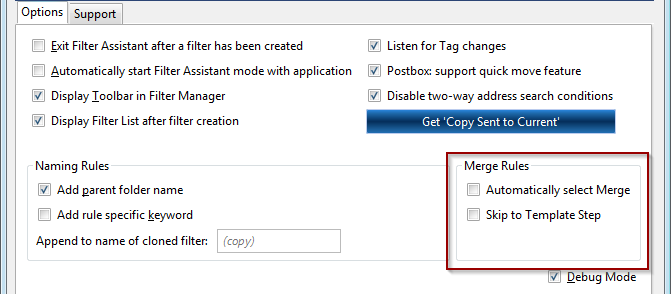 Options Support
Exit Filter Assistant after a filter has been created
Automatically start Filter Assistant mode with application
Display Toolbar in Filter Manager
Display Filter List after filter creation
Listen for Tag changes
Postbox: support quick move feature
Disable two-way address search conditions
Get 'Copy Sent to Current'
Naming Rules
Add parent folder name
Add rule specific keyword
Append to name of cloned filter: (copy)
Merge Rules
Automatically select Merge
Skip to Template Step
Debug Mode